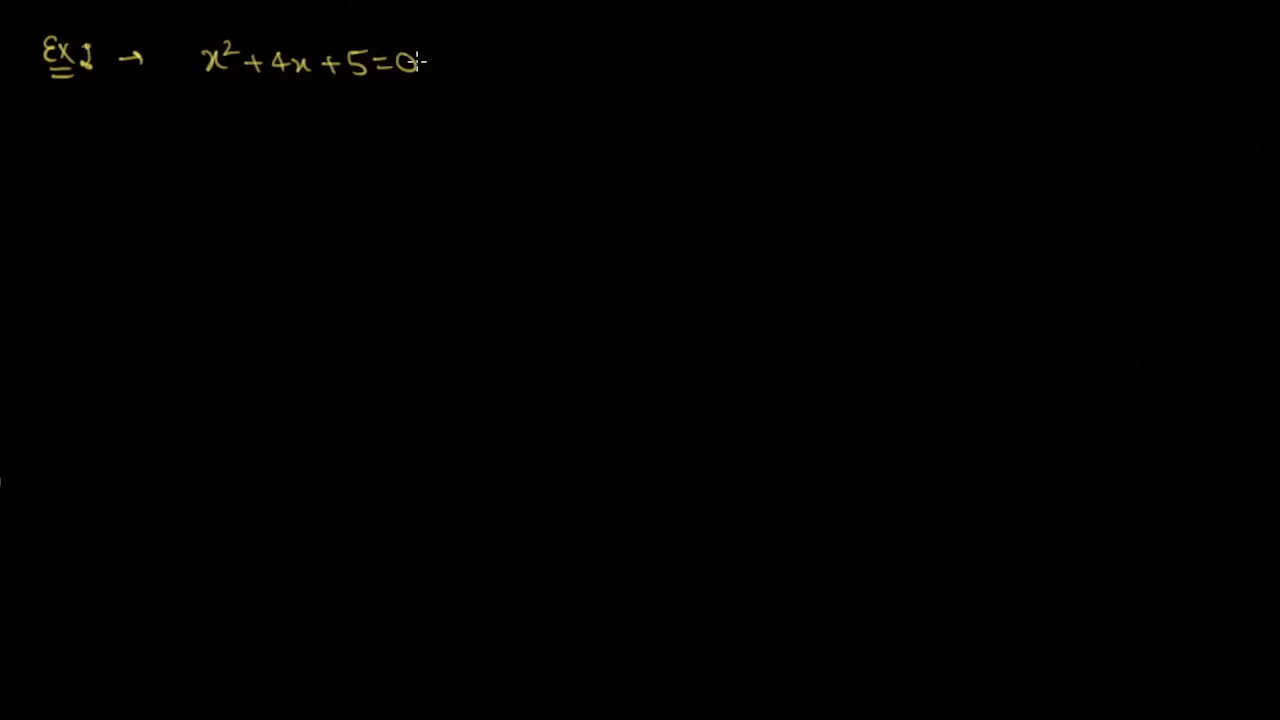 Ex 2 → x² + 4x + 5 = 0